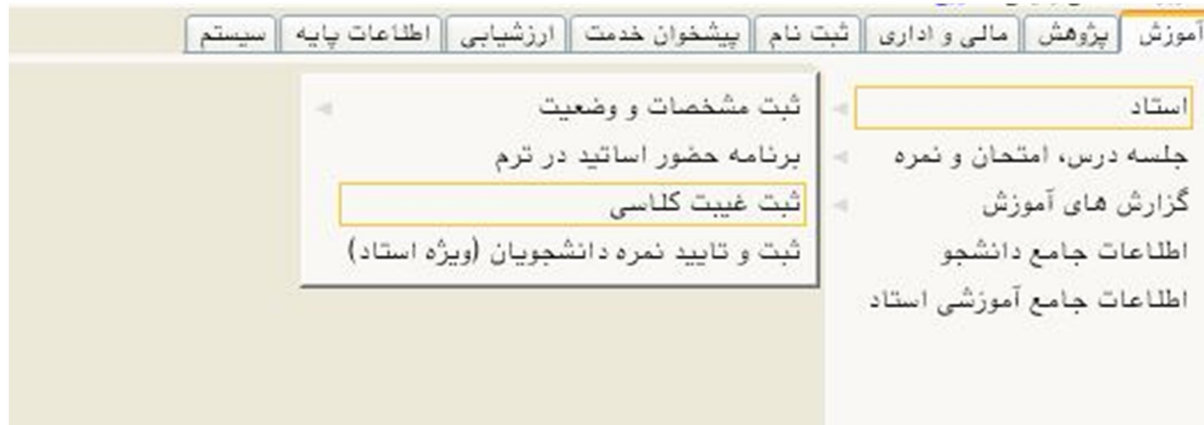 آموزش پژوهش مالی و اداری ثبت نام پیشخوان خدمت ارزشیابی اطلاعات پایه سیستم
استاد
جلسه درس، امتحان و نمره
گزارش های آموزش
اطلاعات جامع دانشجو
اطلاعات جامع آموزشی استاد
ثبت مشخصات و وضعیت
برنامه حضور اساتید در ترم
ثبت غیبت کلاسی
ثبت و تایید نمره دانشجویان (ویژه استاد)